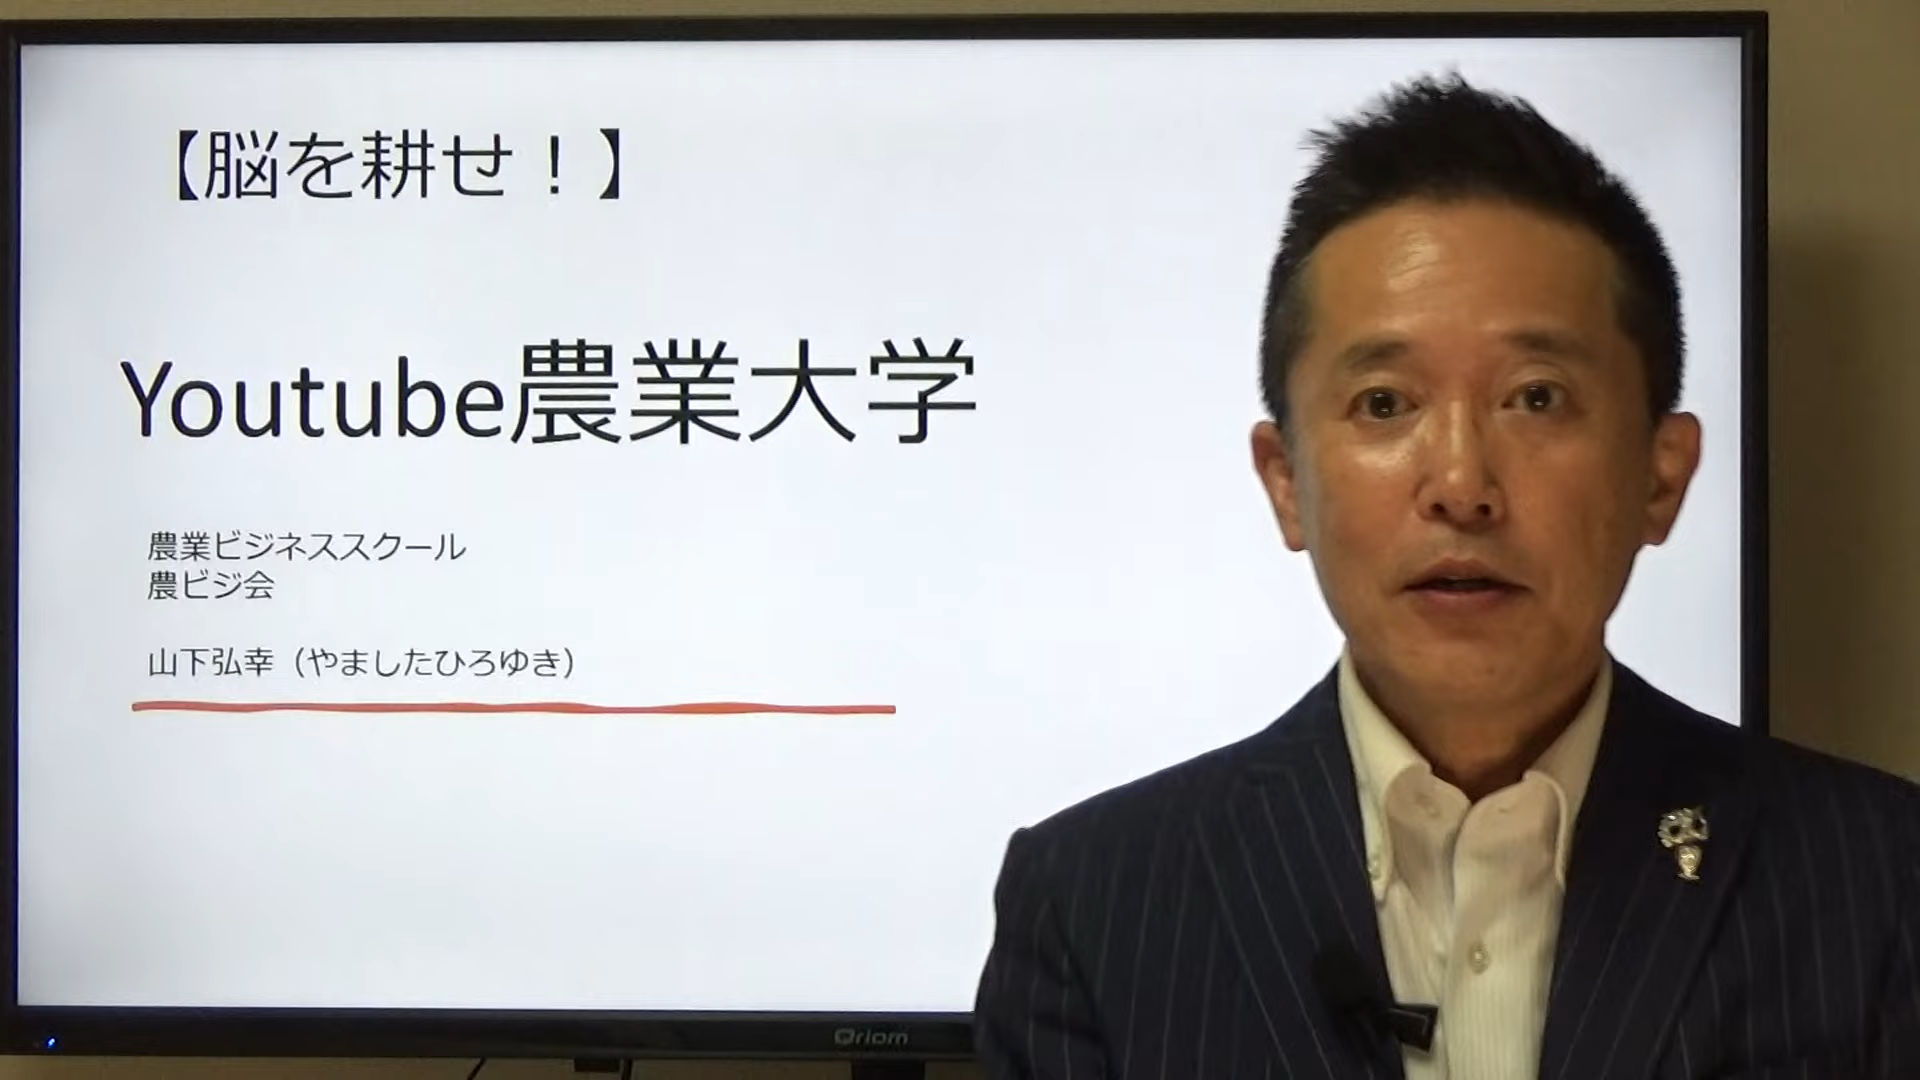 【脳を耕せ！】
Youtube農業大学
農業ビジネススクール
農ビジ会
山下弘幸（やましたひろゆき）
Qriom